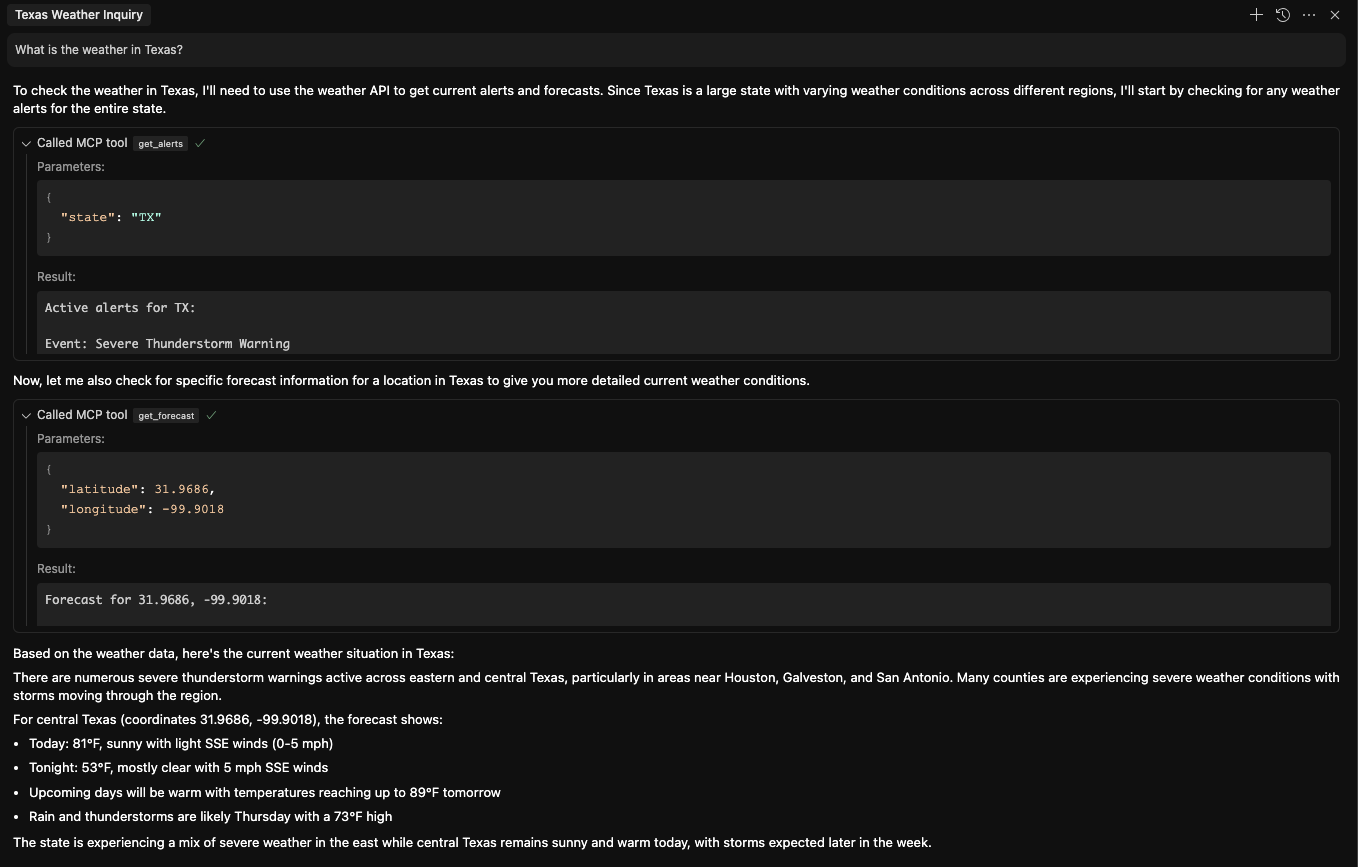 Texas Weather Inquiry
What is the weather in Texas?
To check the weather in Texas, I'll need to use the weather API to get current alerts and forecasts. Since Texas is a large state with varying weather conditions across different regions, I'll start by checking for any weather
alerts for the entire state.
Called MCP tool get_alerts
Parameters:
{
"state": "TX"
}
Result:
Active alerts for TX:
Event: Severe Thunderstorm Warning
Now, let me also check for specific forecast information for a location in Texas to give you more detailed current weather conditions.
Called MCP tool get_forecast
Parameters:
{
"latitude": 31.9686,
"longitude": -99.9018
}
Result:
Forecast for 31.9686, -99.9018:
Based on the weather data, here's the current weather situation in Texas:
There are numerous severe thunderstorm warnings active across eastern and central Texas, particularly in areas near Houston, Galveston, and San Antonio. Many counties are experiencing severe weather conditions with
storms moving through the region.
For central Texas (coordinates 31.9686, -99.9018), the forecast shows:
• Today: 81°F, sunny with light SSE winds (0-5 mph)
• Tonight: 53°F, mostly clear with 5 mph SSE winds
• Upcoming days will be warm with temperatures reaching up to 89°F tomorrow
• Rain and thunderstorms are likely Thursday with a 73°F high
The state is experiencing a mix of severe weather in the east while central Texas remains sunny and warm today, with storms expected later in the week.